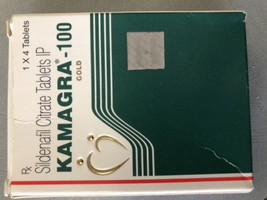 1 X 4 Tablets
Rx
Sildenafil Citrate Tablets IP
KAMAGRA®-100
GOLD